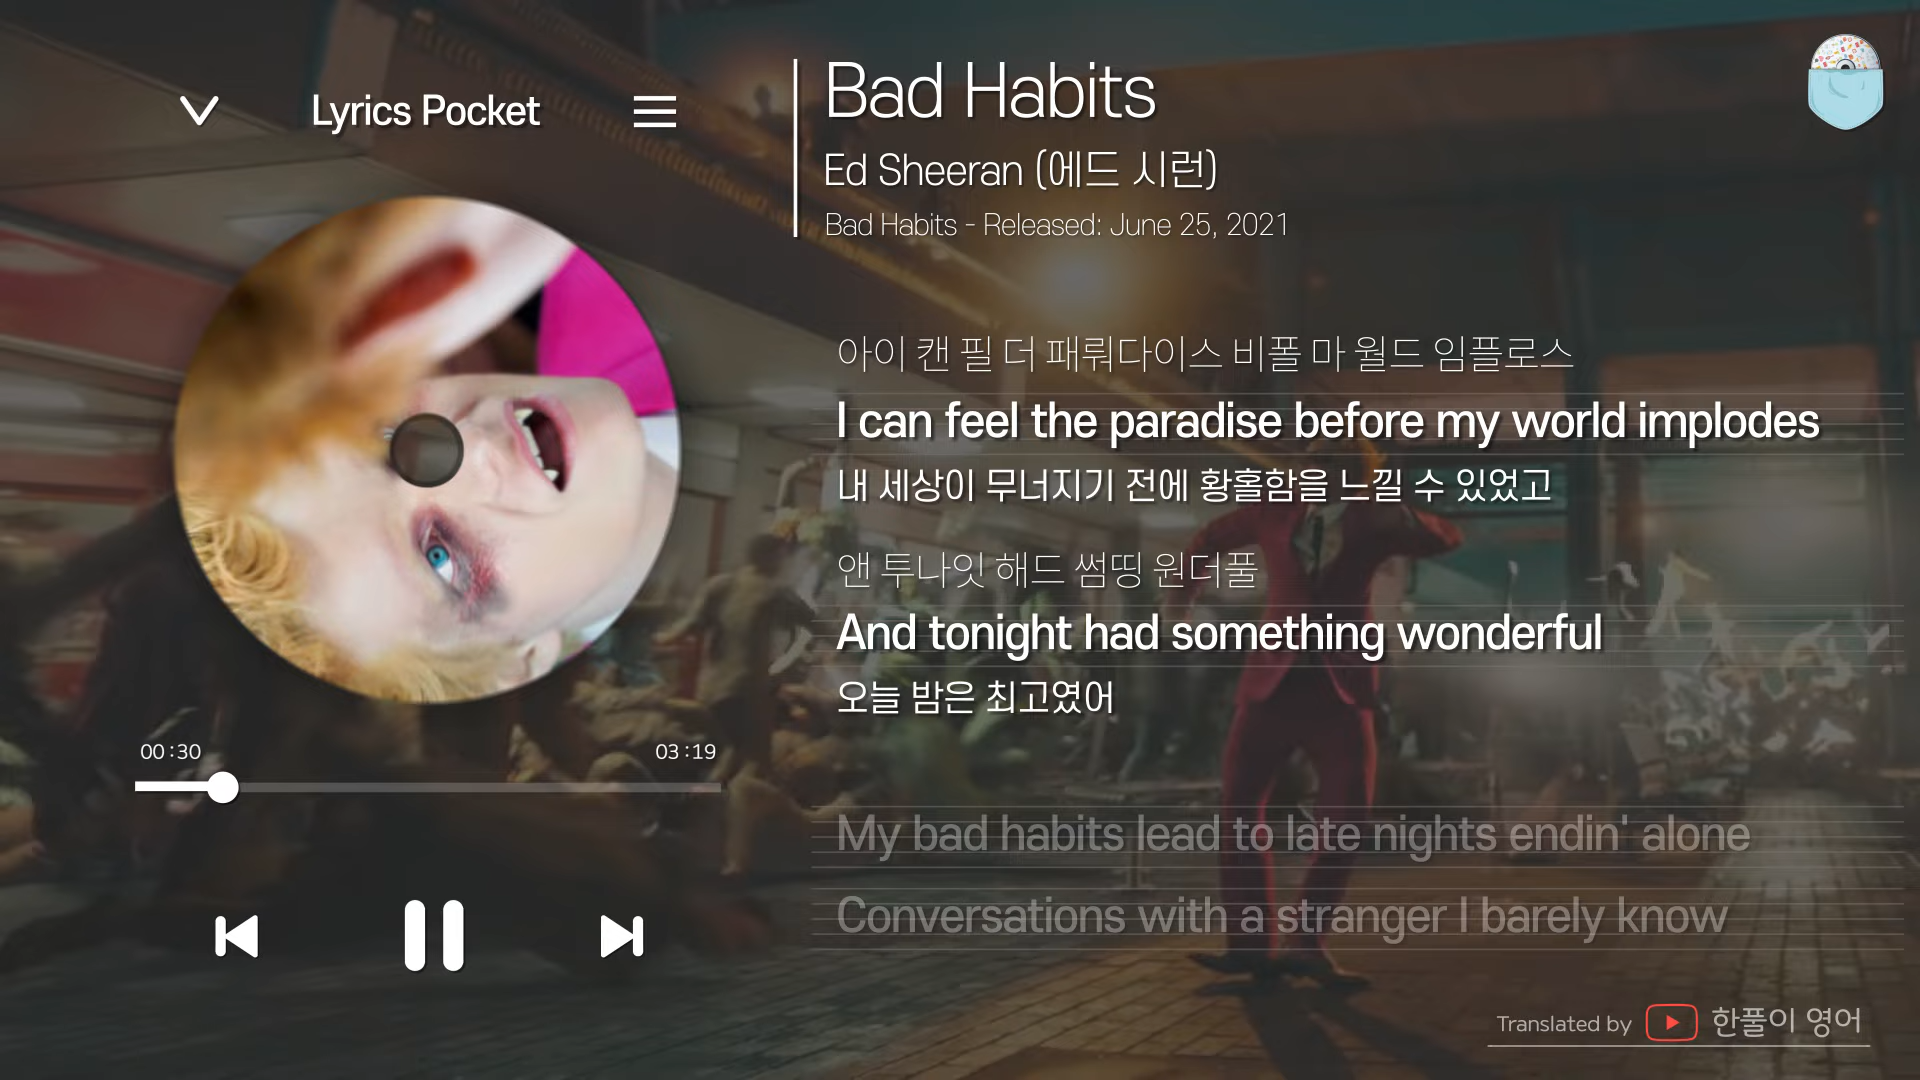 Lyrics Pocket
Bad Habits
Ed Sheeran (에드 시런)
Bad Habits - Released: June 25, 2021
아이 캔 필 더 패뤄다이스 비폴 마 월드 임플로스
I can feel the paradise before my world implodes
내 세상이 무너지기 전에 황홀함을 느낄 수 있었고
앤 투나잇 해드 썸띵 원더풀
And tonight had something wonderful
오늘 밤은 최고였어
00:30
03:19
My bad habits lead to late nights endin' alone
Conversations with a stranger I barely know
Translated by 한풀이 영어